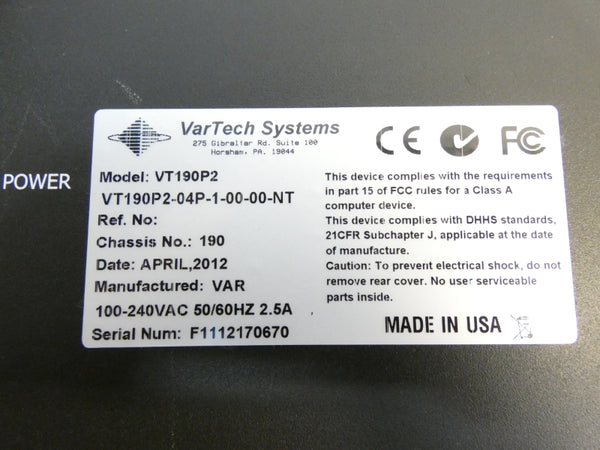 VarTech Systems
275 Gibraltar Rd. Suite 100
Horsham, PA. 19044
CE FC
POWER
Model: VT190P2
VT190P2-04P-1-00-00-NT
Ref. No:
Chassis No.: 190
Date: APRIL,2012
Manufactured: VAR
100-240VAC 50/60HZ 2.5A
Serial Num: F1112170670
This device complies with the requirements
in part 15 of FCC rules for a Class A
computer device.
This device complies with DHHS standards,
21CFR Subchapter J, applicable at the date
of manufacture.
Caution: To prevent electrical shock, do not
remove rear cover. No user serviceable
parts inside.
MADE IN USA